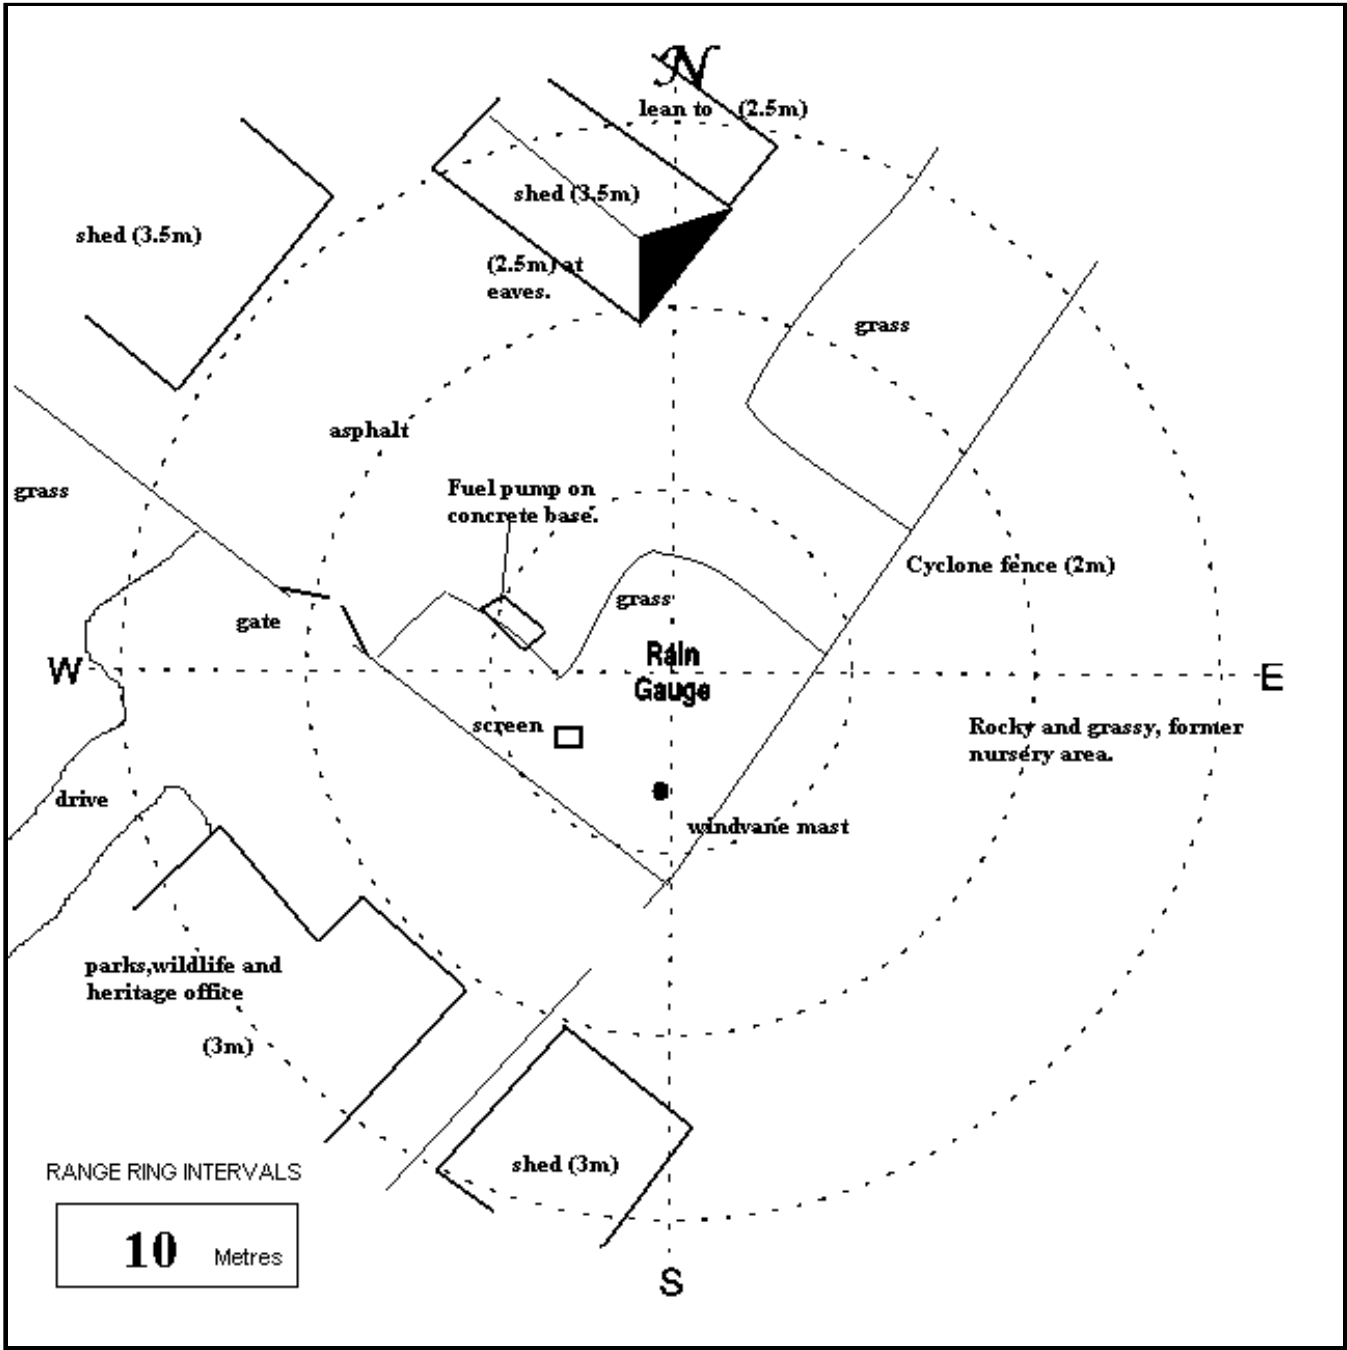 N
lean to (2.5m)
shed (3.5m)
shed (3.5m)
(2.5m) at
eaves.
grass
asphalt
grass
Fuel pump on
concrete base.
Cyclone fence (2m)
grass
gate
Rain
Gauge
W
E
screen
Rocky and grassy, former
nursery area.
drive
windvane mast
parks,wildlife and
heritage office
(3m)
shed (3m)
RANGE RING INTERVALS
10 Metres
S